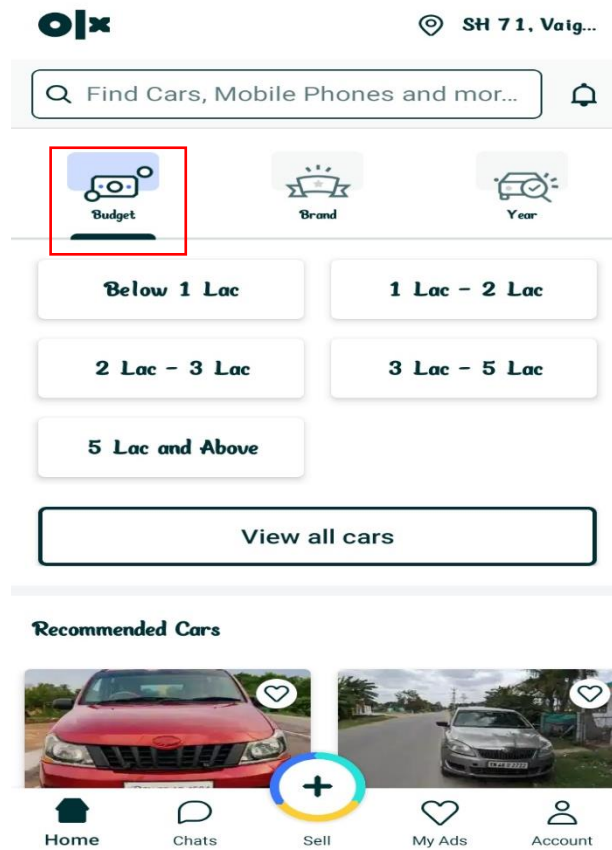 olx
SH 71, Vaig...
Find Cars, Mobile Phones and mor...
Budget Brand Year
Below 1 Lac 1 Lac - 2 Lac
2 Lac - 3 Lac 3 Lac - 5 Lac
5 Lac and Above
View all cars
Recommended Cars
Home Chats Sell My Ads Account